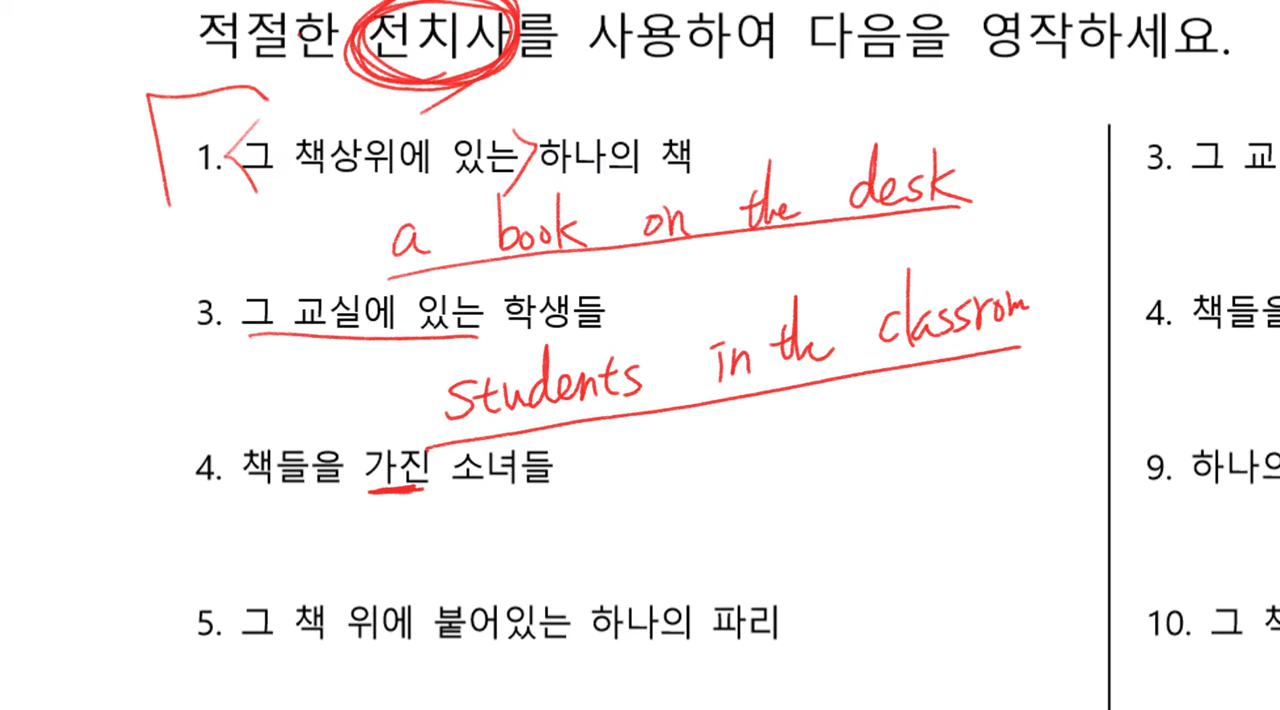 적절한 전치사를 사용하여 다음을 영작하세요.
1. 그 책상위에 있는 하나의 책
a book on the desk
3. 그 교실에 있는 학생들
students in the classrom
4. 책들을 가진 소녀들
5. 그 책 위에 붙어있는 하나의 파리
3. 그 교
4. 책들을
9. 하나의
10. 그